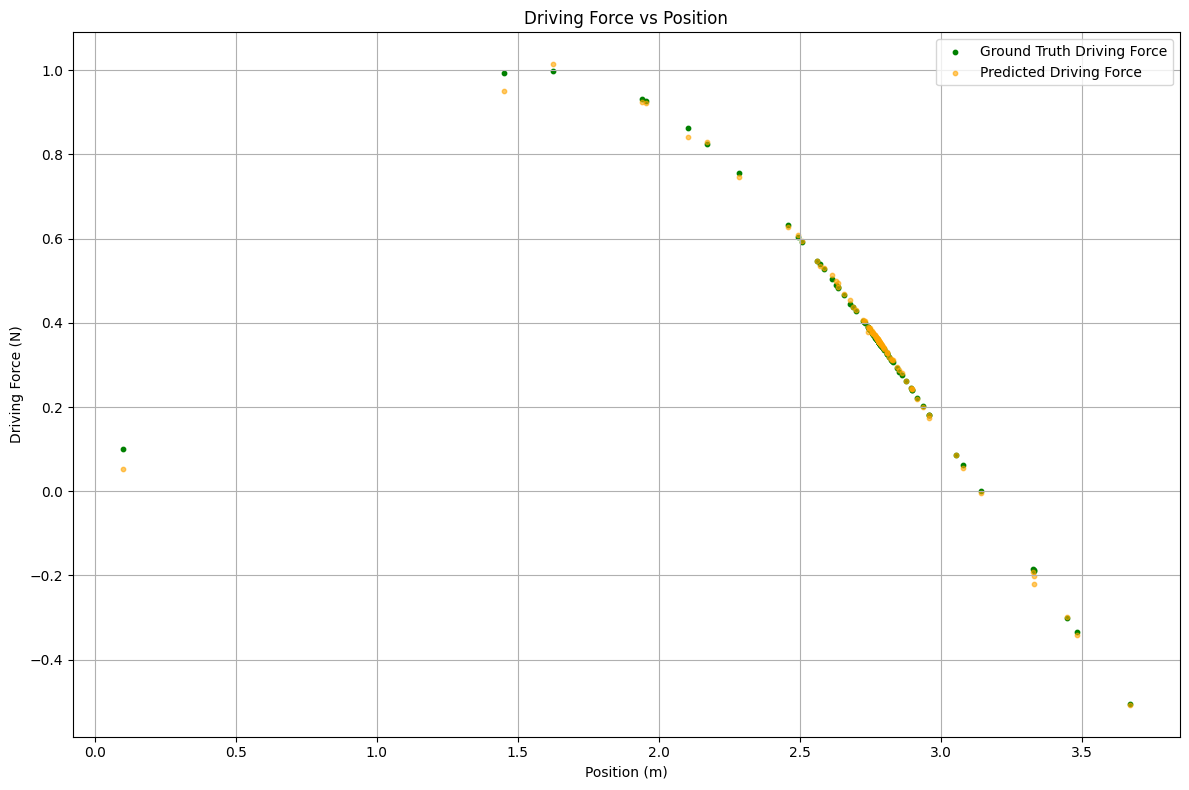 Driving Force vs Position
Ground Truth Driving Force
Predicted Driving Force
Driving Force (N)
1.0
0.8
0.6
0.4
0.2
0.0
−0.2
−0.4
0.0 0.5 1.0 1.5 2.0 2.5 3.0 3.5
Position (m)